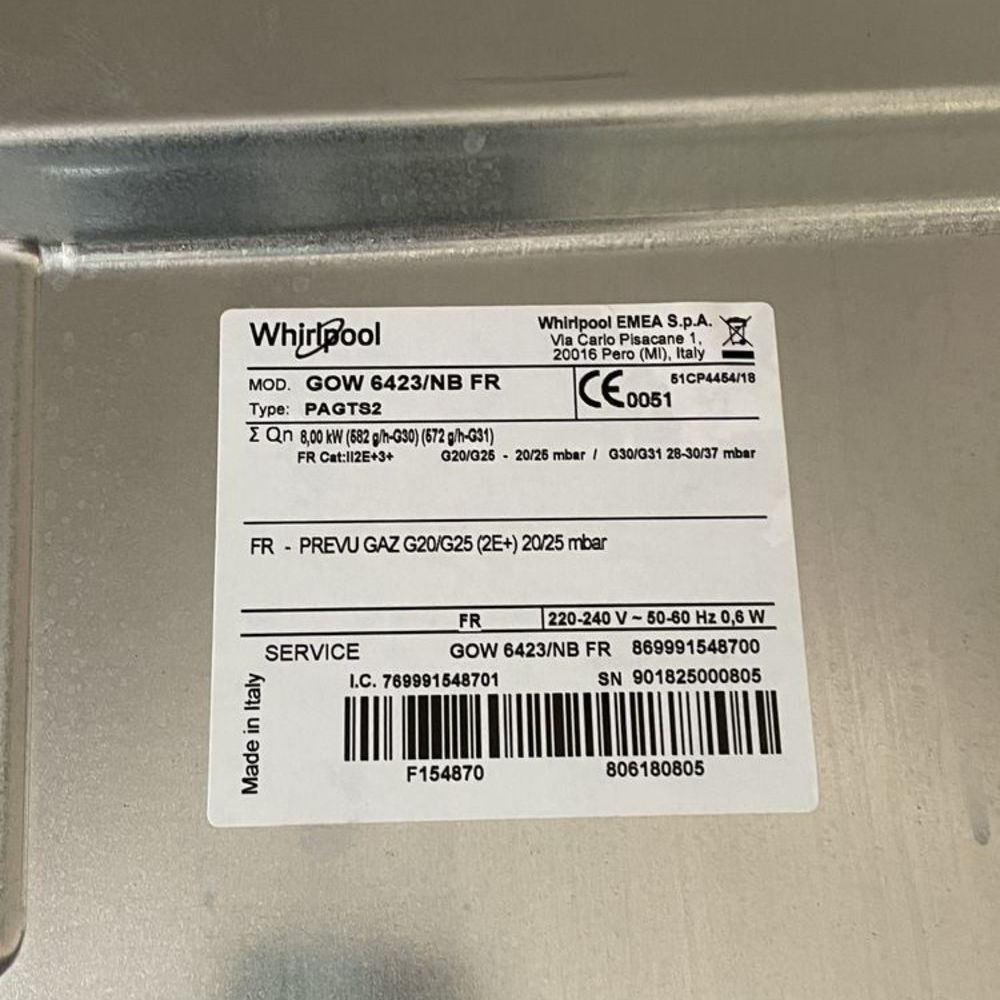 Whirlpool
Whirlpool EMEA S.p.A.
Via Carlo Pisacane 1,
20016 Pero (MI), Italy
MOD. GOW 6423/NB FR
Type: PAGTS2
CE 0051
51CP4454/18
Σ Qn 8,00 kW (582 g/h-G30) (572 g/h-G31)
FR Cat:II2E+3+ G20/G25 - 20/25 mbar / G30/G31 28-30/37 mbar
FR - PREVU GAZ G20/G25 (2E+) 20/25 mbar
FR 220-240 V ~ 50-60 Hz 0,6 W
SERVICE GOW 6423/NB FR 869991548700
I.C. 769991548701 SN 901825000805
Made in Italy
F154870 806180805